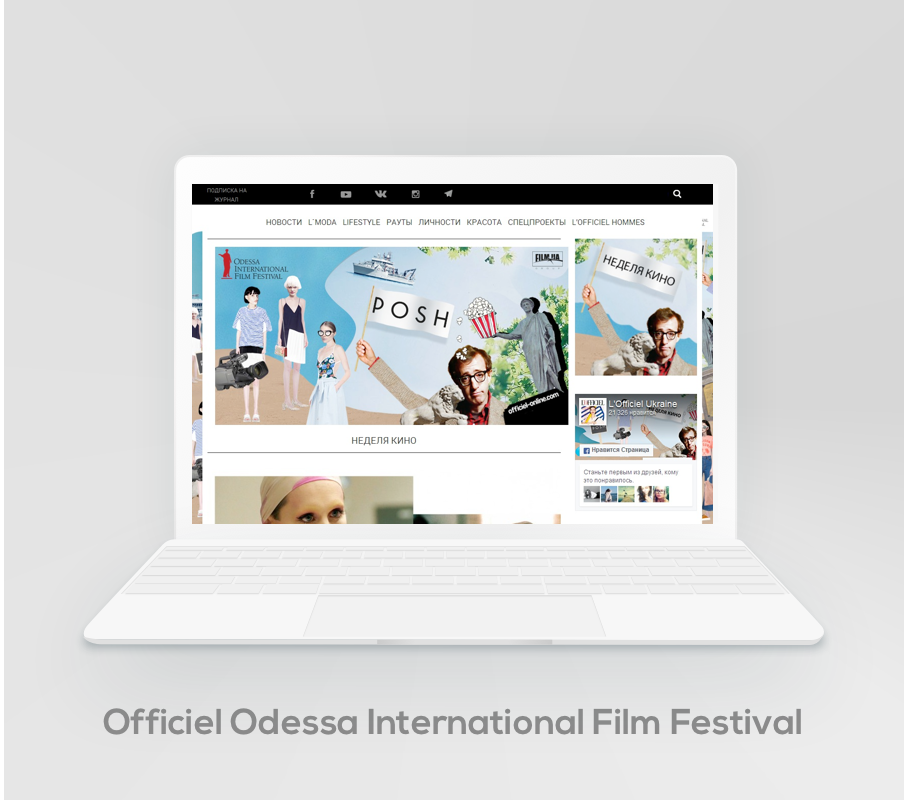 ПОДПИСКА НА
ЖУРНАЛ
НОВОСТИ L`MODA LIFESTYLE РАУТЫ ЛИЧНОСТИ КРАСОТА СПЕЦПРОЕКТЫ L'OFFICIEL HOMMES
ODESSA
INTERNATIONAL
FILM FESTIVAL
FILM.UA
POSH
officiel-online.com
НЕДЕЛЯ КИНО
НЕДЕЛЯ КИНО
L'Officiel Ukraine
21 326 нравится
Нравится Страница
Станьте первым из друзей, кому
это понравилось.
Officiel Odessa International Film Festival